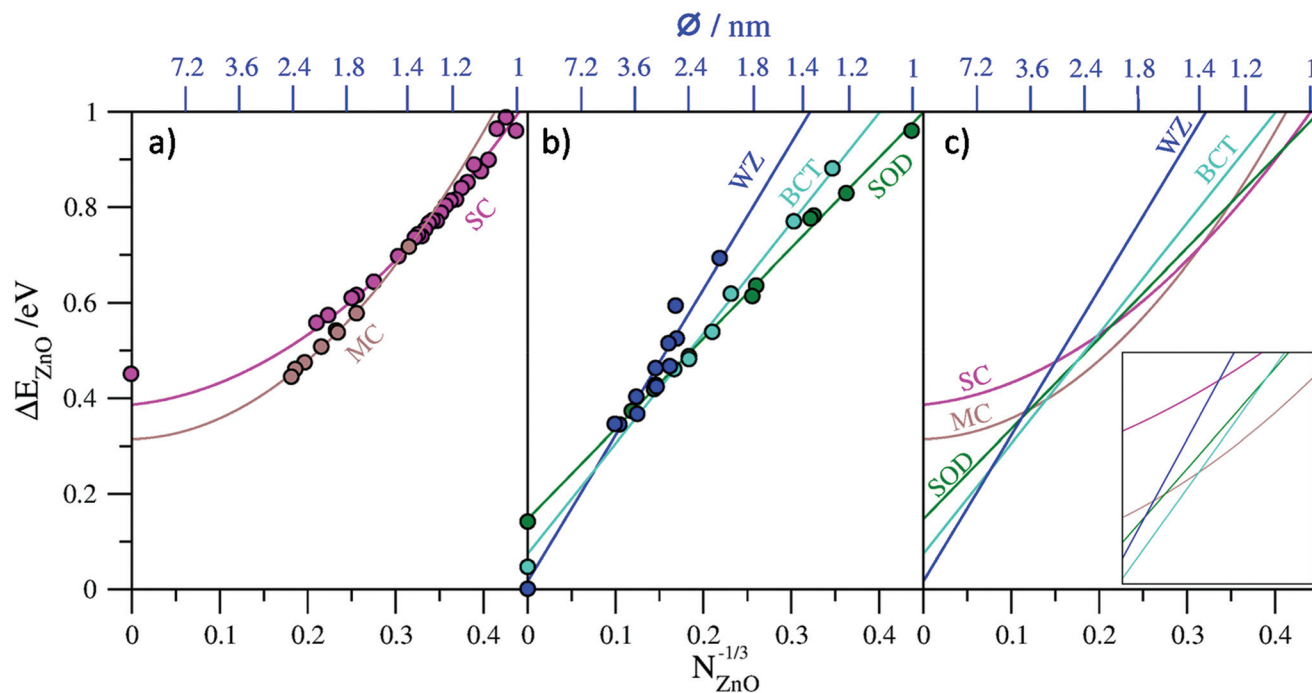 Ø / nm
7.2 3.6 2.4 1.8 1.4 1.2 1 7.2 3.6 2.4 1.8 1.4 1.2 1 7.2 3.6 2.4 1.8 1.4 1.2 1
a) b) c)
1
0.8
0.6
0.4
0.2
0
ΔE_ZnO /eV
SC
MC
WZ
BCT
SOD
WZ
BCT
SC
MC
SOD
0 0.1 0.2 0.3 0.4 0 0.1 0.2 0.3 0.4 0 0.1 0.2 0.3 0.4
N_ZnO^-1/3